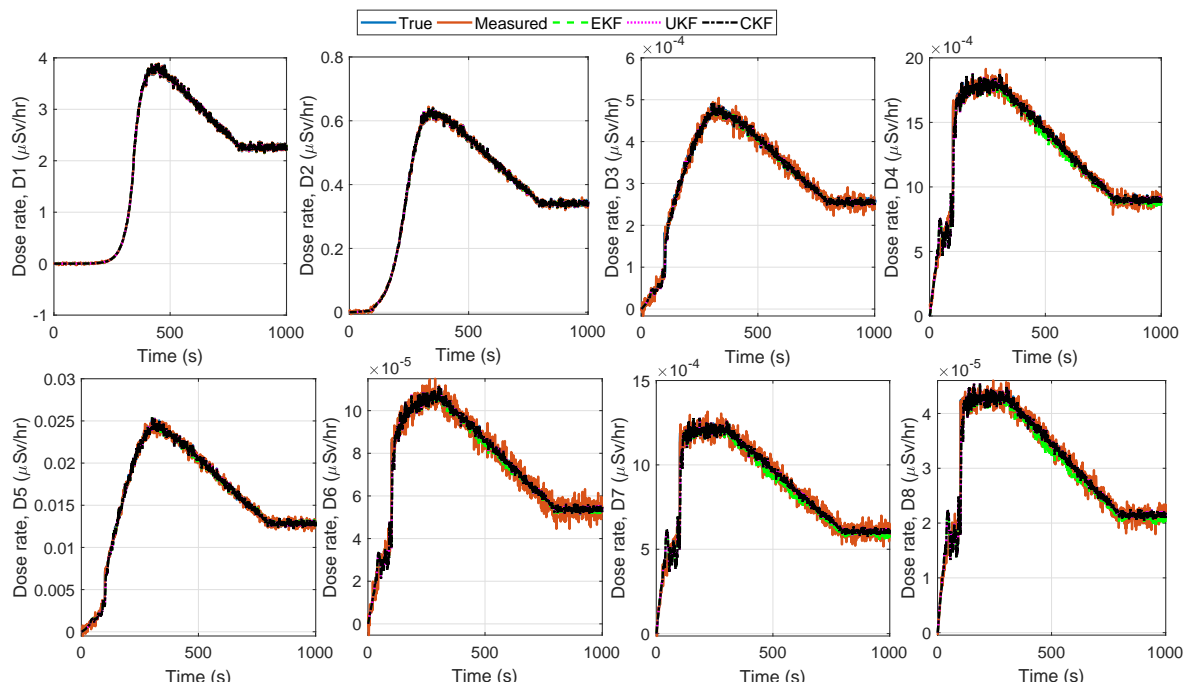 True Measured EKF UKF CKF
Dose rate, D1 (μSv/hr)
4
3
2
1
0
-1
0 500 1000
Time (s)
Dose rate, D2 (μSv/hr)
0.8
0.6
0.4
0.2
0
0 500 1000
Time (s)
Dose rate, D3 (μSv/hr)
×10⁻⁴
6
4
2
0
0 500 1000
Time (s)
Dose rate, D4 (μSv/hr)
×10⁻⁴
20
15
10
5
0
0 500 1000
Time (s)
Dose rate, D5 (μSv/hr)
0.03
0.025
0.02
0.015
0.01
0.005
0
0 500 1000
Time (s)
Dose rate, D6 (μSv/hr)
×10⁻⁵
10
8
6
4
2
0
0 500 1000
Time (s)
Dose rate, D7 (μSv/hr)
×10⁻⁴
15
10
5
0
0 500 1000
Time (s)
Dose rate, D8 (μSv/hr)
×10⁻⁵
4
3
2
1
0
0 500 1000
Time (s)